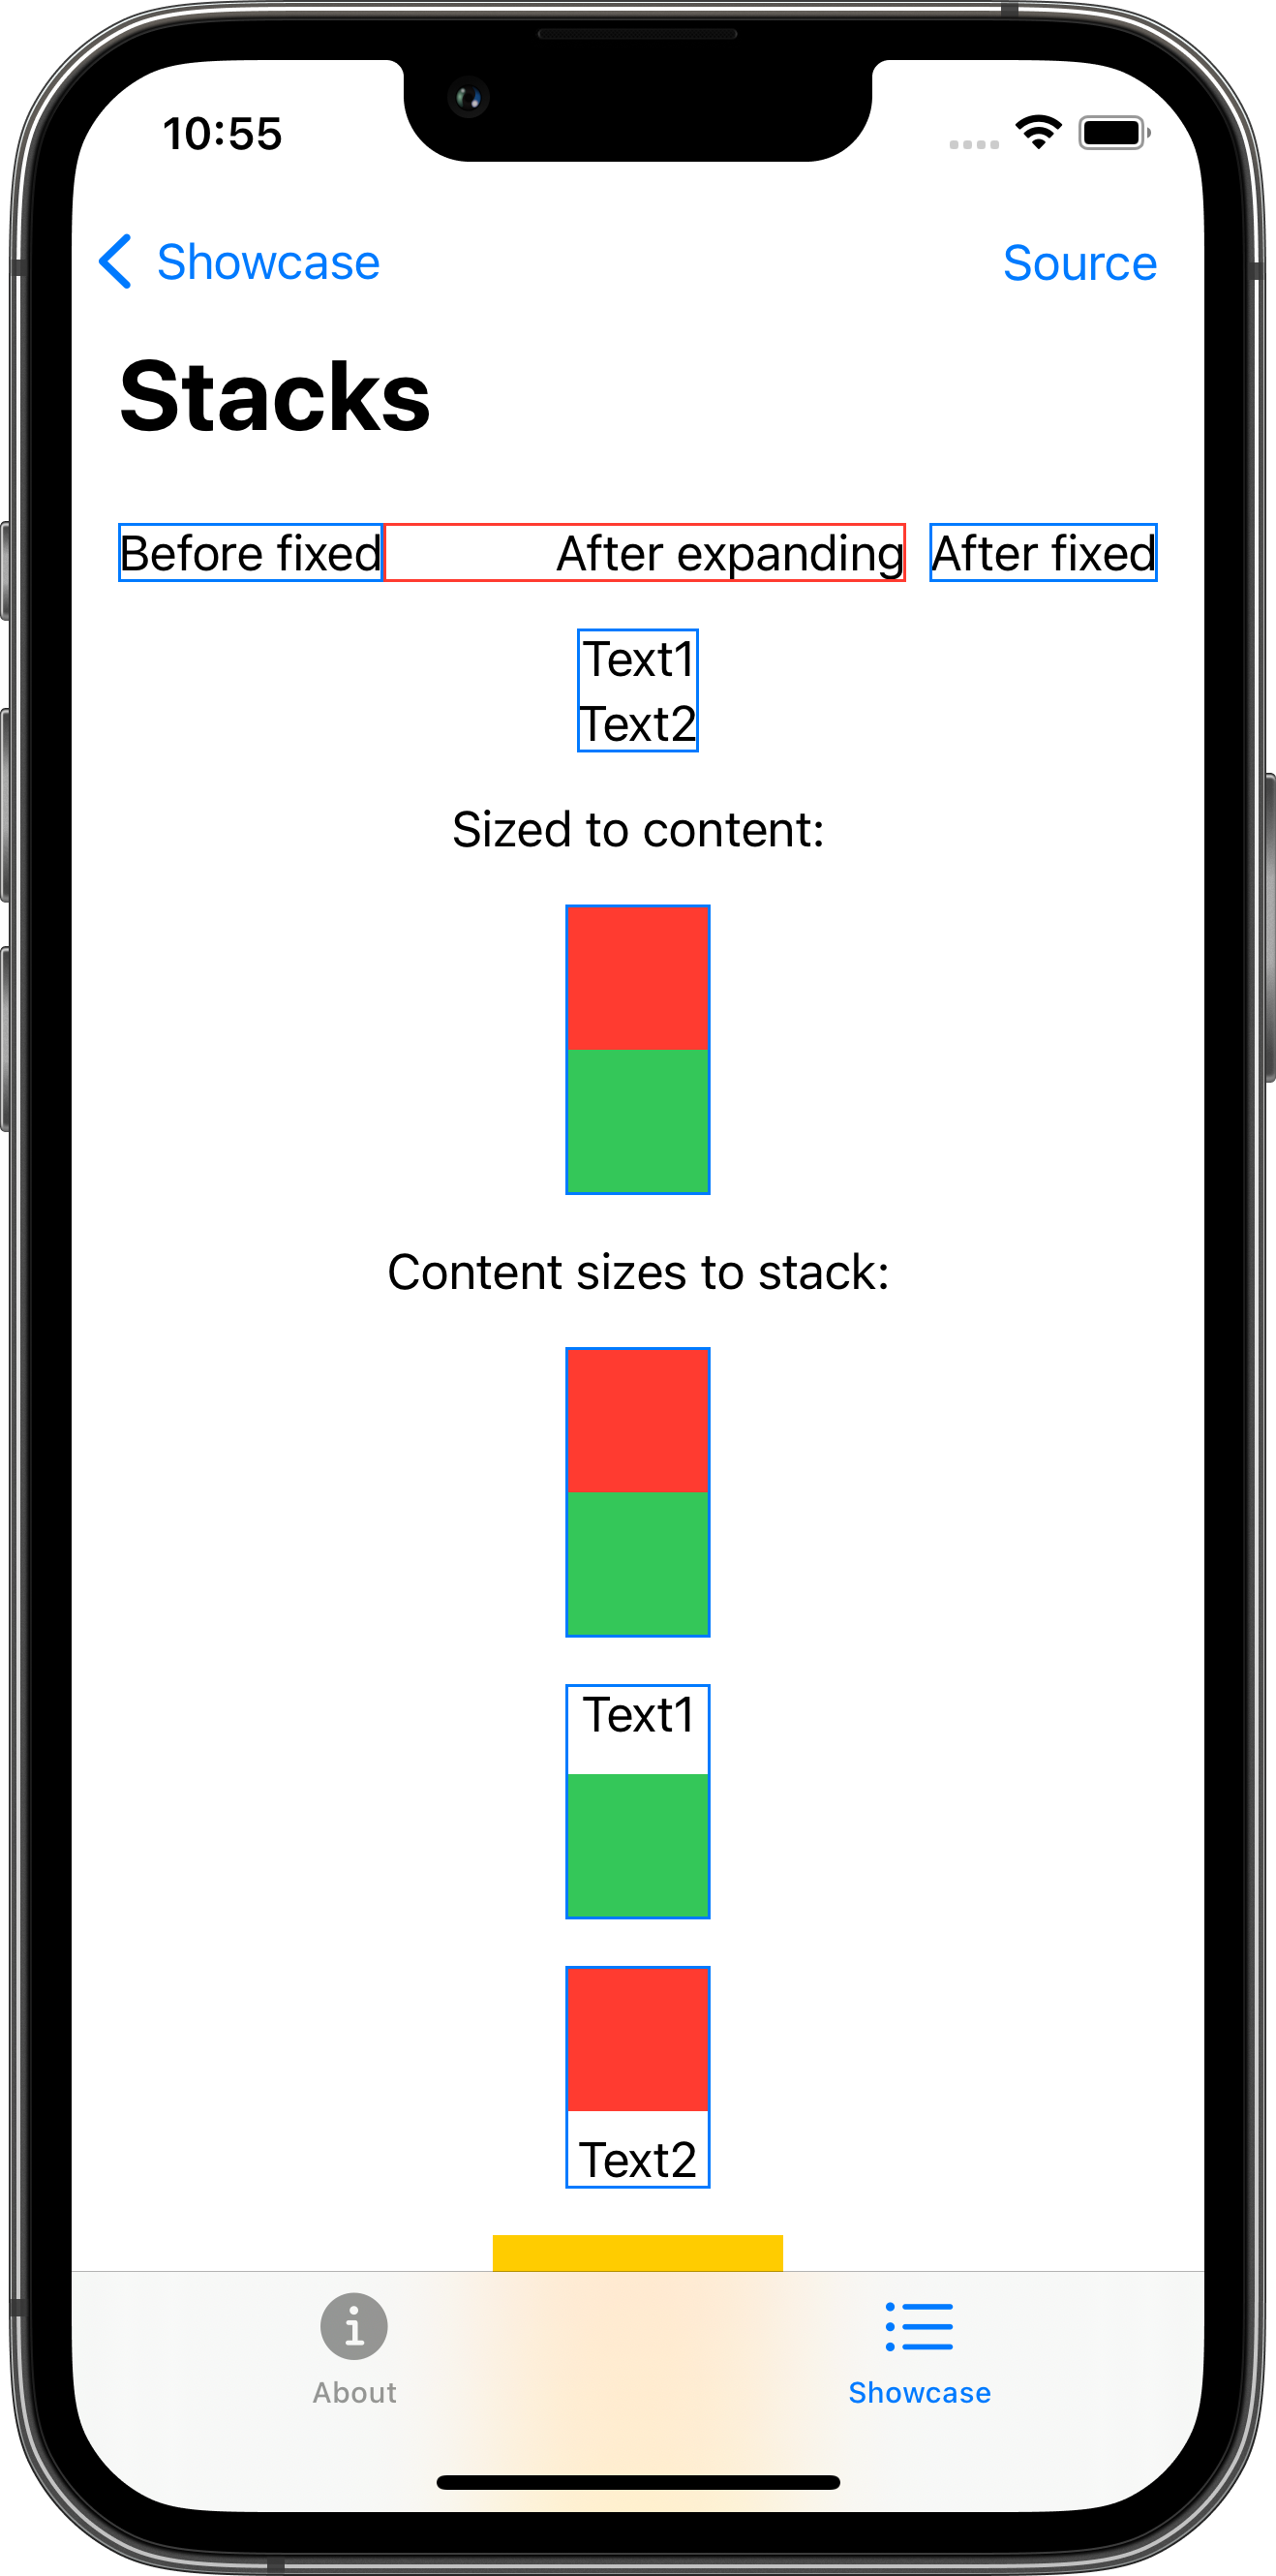 10:55
Showcase
Source
Stacks
Before fixed After expanding After fixed
Text1
Text2
Sized to content:
Content sizes to stack:
Text1
Text2
About
Showcase